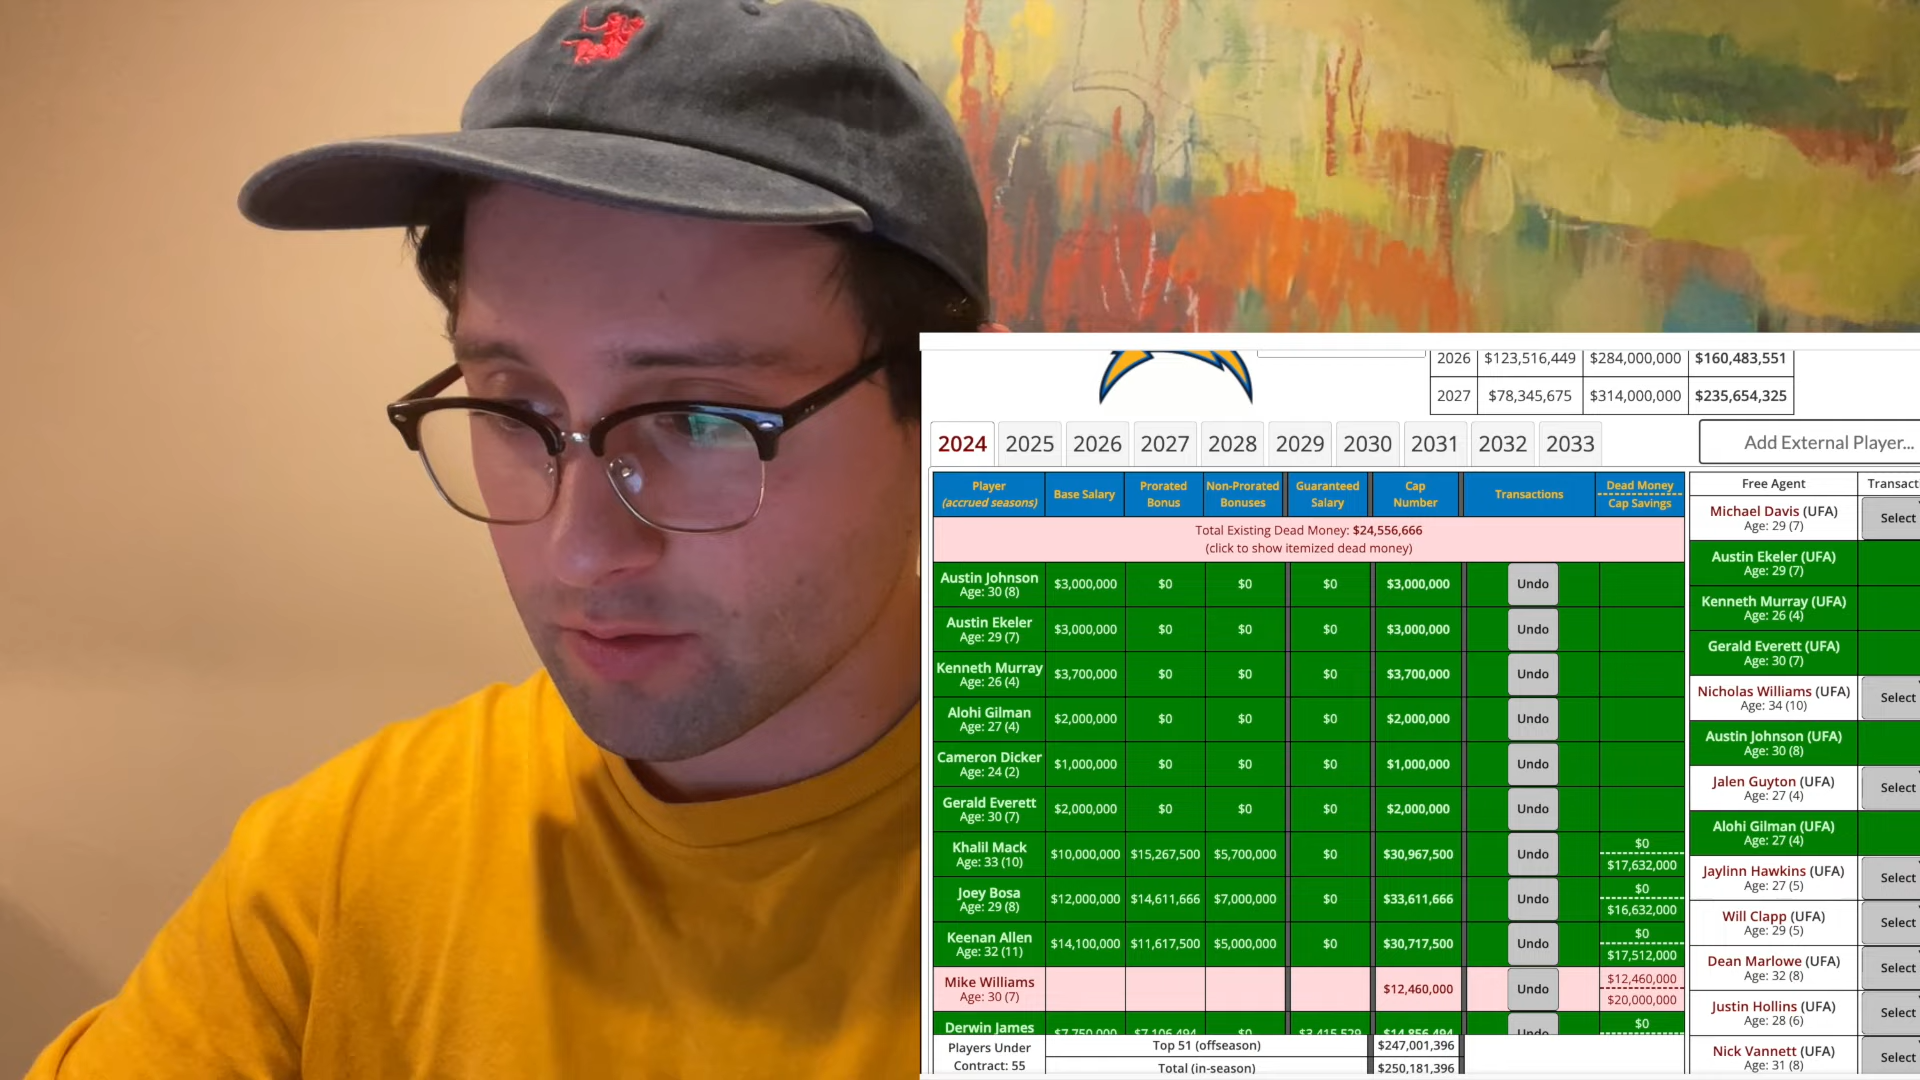 2026 $123,516,449 $284,000,000 $160,483,551
2027 $78,345,675 $314,000,000 $235,654,325
2024 2025 2026 2027 2028 2029 2030 2031 2032 2033
Add External Player...
Player (accrued seasons) Base Salary Prorated Bonus Non-Prorated Bonuses Guaranteed Salary Cap Number Transactions Dead Money Cap Savings
Total Existing Dead Money: $24,556,666
(click to show itemized dead money)
Austin Johnson $3,000,000 $0 $0 $0 $3,000,000 Undo
Age: 30 (8)
Austin Ekeler $3,000,000 $0 $0 $0 $3,000,000 Undo
Age: 29 (7)
Kenneth Murray $3,700,000 $0 $0 $0 $3,700,000 Undo
Age: 26 (4)
Alohi Gilman $2,000,000 $0 $0 $0 $2,000,000 Undo
Age: 27 (4)
Cameron Dicker $1,000,000 $0 $0 $0 $1,000,000 Undo
Age: 24 (2)
Gerald Everett $2,000,000 $0 $0 $0 $2,000,000 Undo
Age: 30 (7)
Khalil Mack $10,000,000 $15,267,500 $5,700,000 $0 $30,967,500 Undo $0
Age: 33 (10) $17,632,000
Joey Bosa $12,000,000 $14,611,666 $7,000,000 $0 $33,611,666 Undo $0
Age: 29 (8) $16,632,000
Keenan Allen $14,100,000 $11,617,500 $5,000,000 $0 $30,717,500 Undo $0
Age: 32 (11) $17,512,000
Mike Williams $12,460,000 Undo $12,460,000
Age: 30 (7) $20,000,000
Derwin James $7,750,000 $7,106,494 $0 $3,415,529 $14,856,494 Undo $0
Players Under Contract: 55
Top 51 (offseason) $247,001,396
Total (in-season) $250,181,396
Free Agent
Michael Davis (UFA) Select
Age: 29 (7)
Austin Ekeler (UFA)
Age: 29 (7)
Kenneth Murray (UFA)
Age: 26 (4)
Gerald Everett (UFA)
Age: 30 (7)
Nicholas Williams (UFA) Select
Age: 34 (10)
Austin Johnson (UFA)
Age: 30 (8)
Jalen Guyton (UFA) Select
Age: 27 (4)
Alohi Gilman (UFA)
Age: 27 (4)
Jaylinn Hawkins (UFA) Select
Age: 27 (5)
Will Clapp (UFA) Select
Age: 29 (5)
Dean Marlowe (UFA) Select
Age: 32 (8)
Justin Hollins (UFA) Select
Age: 28 (6)
Nick Vannett (UFA) Select
Age: 31 (8)